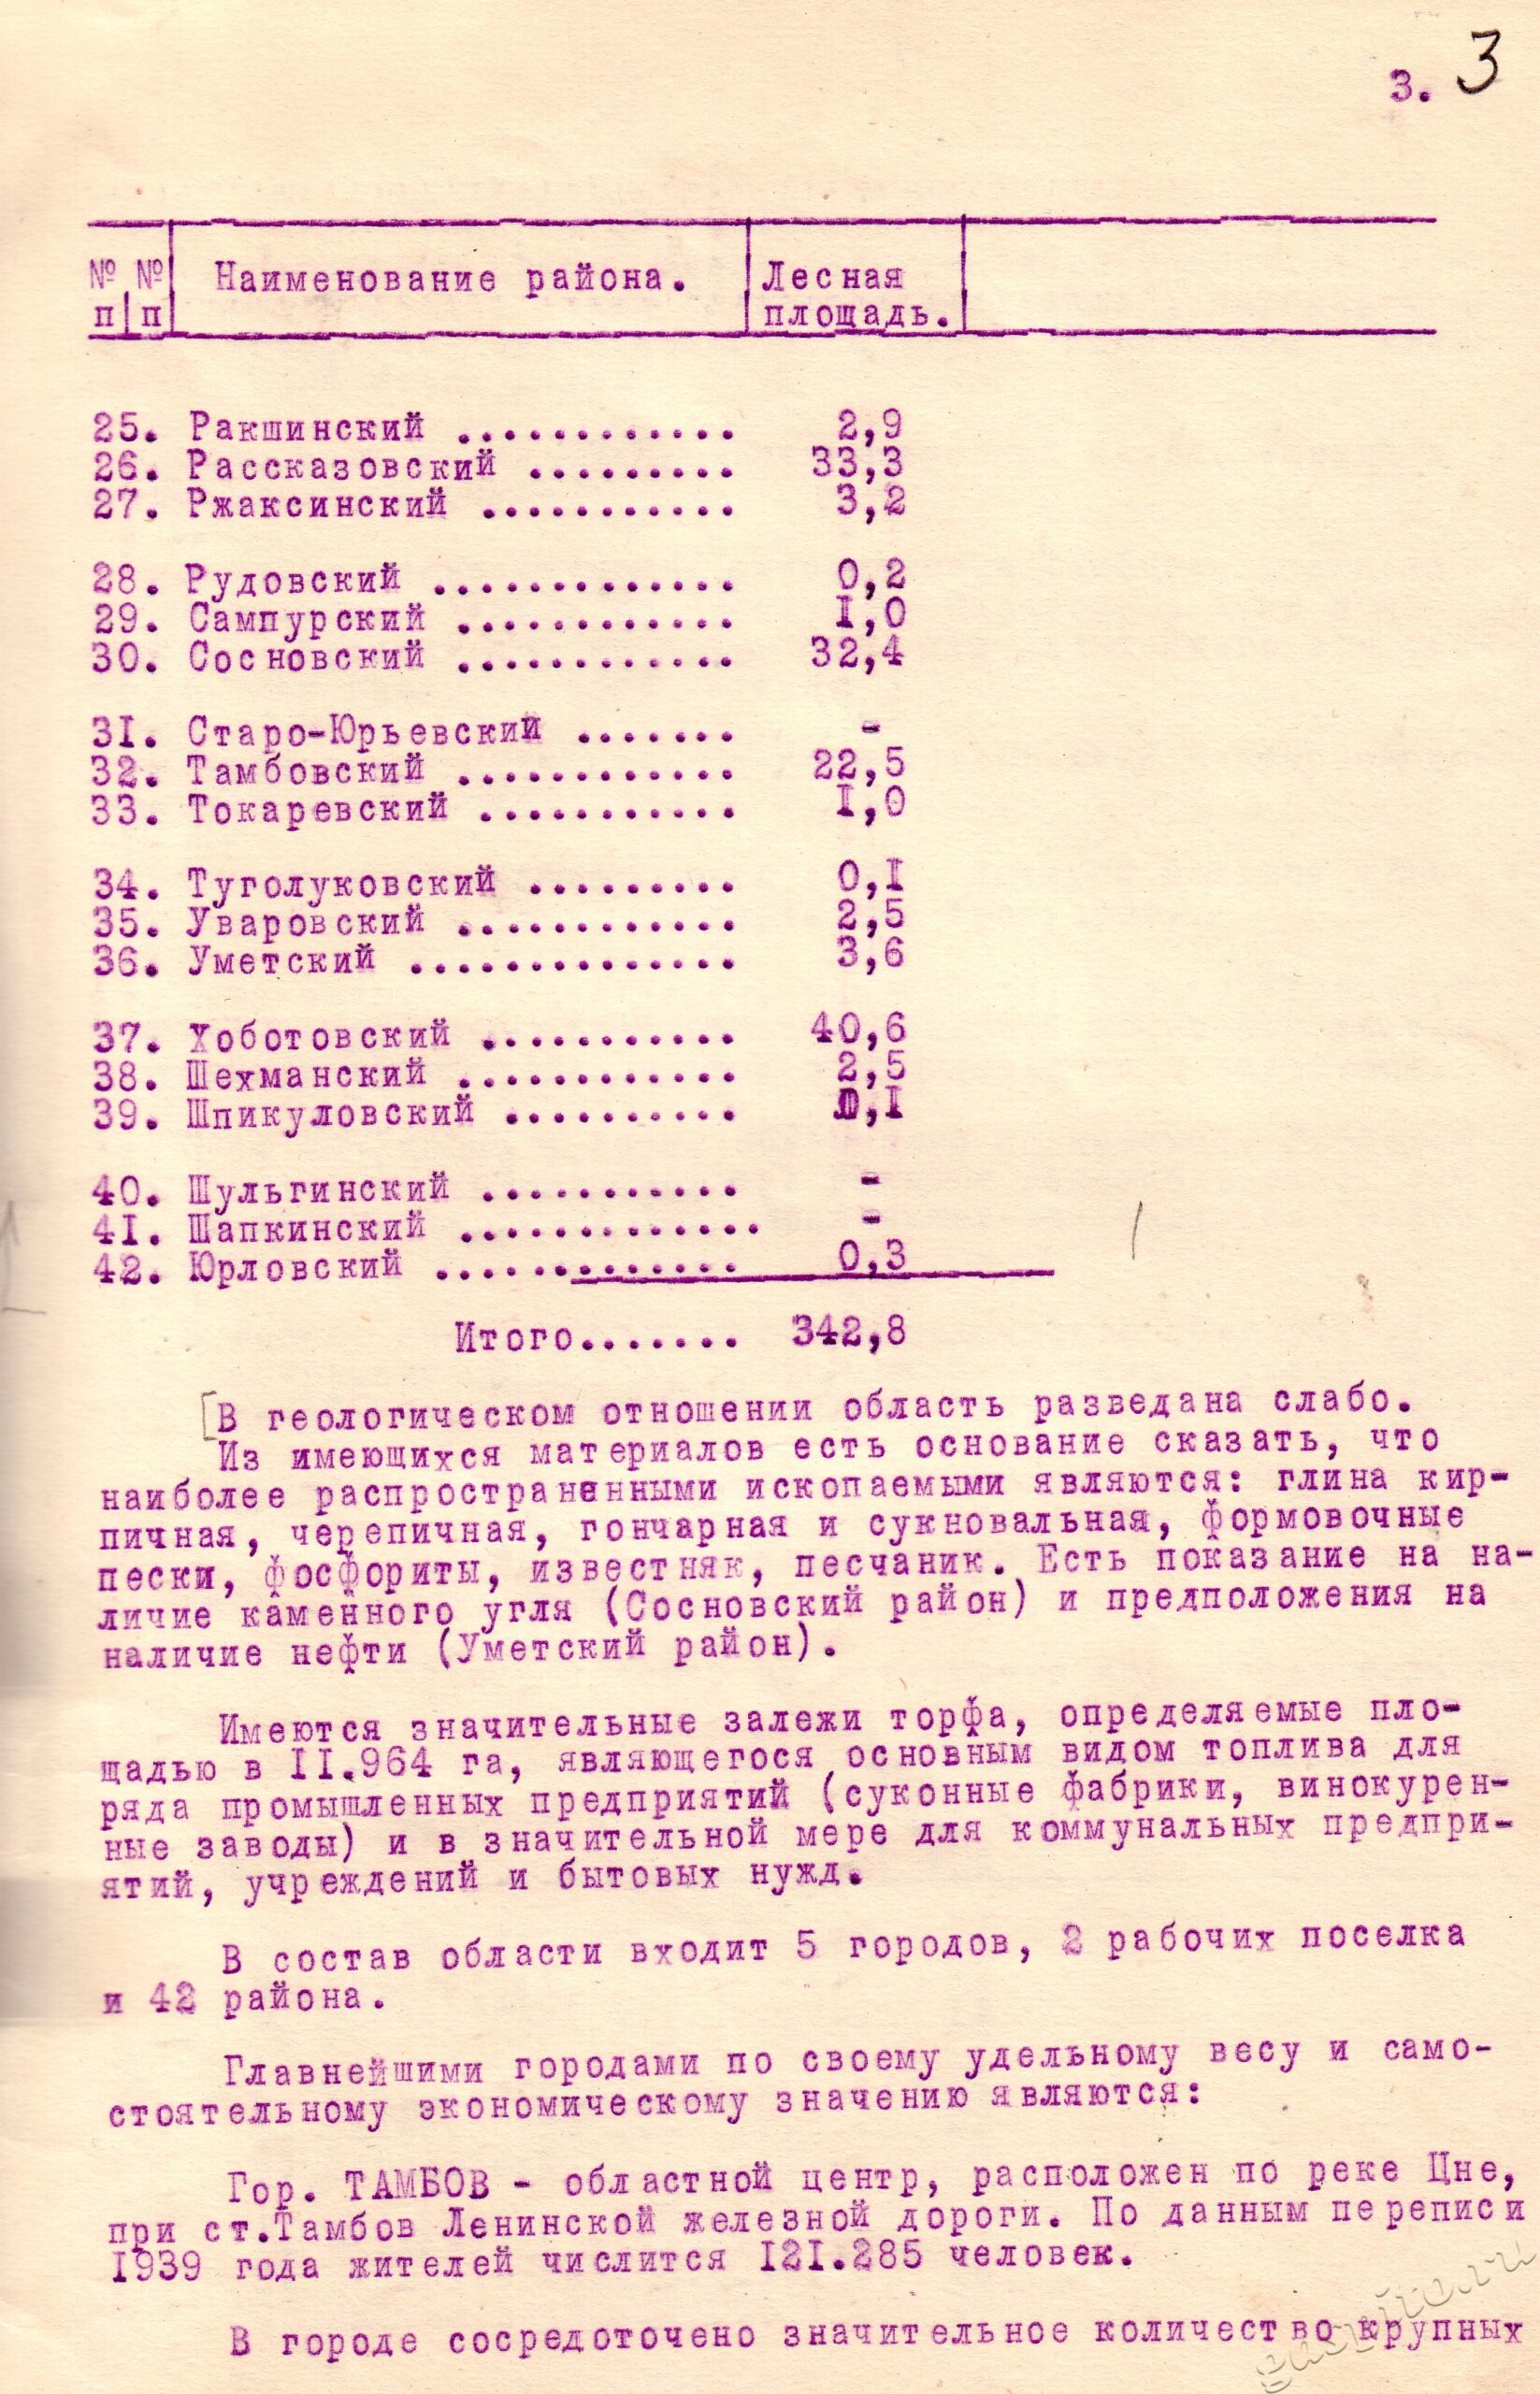 3. 3
№ № Наименование района. Лесная
п п площадь.
25. Ракшинский ............ 2,9
26. Рассказовский ......... 33,3
27. Ржаксинский ........... 3,2
28. Рудовский ............. 0,2
29. Сампурский ............ I,0
30. Сосновский ............ 32,4
3I. Старо-Юрьевский ....... -
32. Тамбовский ............ 22,5
33. Токаревский ........... I,0
34. Туголуковский ......... 0,I
35. Уваровский ............ 2,5
36. Уметский .............. 3,6
37. Хоботовский ........... 40,6
38. Шехманский ............ 2,5
39. Шпикуловский .......... 0,I
40. Шульгинский ........... -
4I. Шапкинский ............. -
42. Юрловский ............. 0,3
Итого....... 342,8
В геологическом отношении область разведана слабо.
Из имеющихся материалов есть основание сказать, что
наиболее распространенными ископаемыми являются: глина кир-
пичная, черепичная, гончарная и сукновальная, формовочные
пески, фосфориты, известняк, песчаник. Есть показание на на-
личие каменного угля (Сосновский район) и предположения на
наличие нефти (Уметский район).
Имеются значительные залежи торфа, определяемые пло-
щадью в II.964 га, являющегося основным видом топлива для
ряда промышленных предприятий (суконные фабрики, винокурен-
ные заводы) и в значительной мере для коммунальных предпри-
ятий, учреждений и бытовых нужд.
В состав области входит 5 городов, 2 рабочих поселка
и 42 района.
Главнейшими городами по своему удельному весу и само-
стоятельному экономическому значению являются:
Гор. ТАМБОВ - областной центр, расположен по реке Цне,
при ст.Тамбов Ленинской железной дороги. По данным переписи
I939 года жителей числится I2I.285 человек.
В городе сосредоточено значительное количество крупных